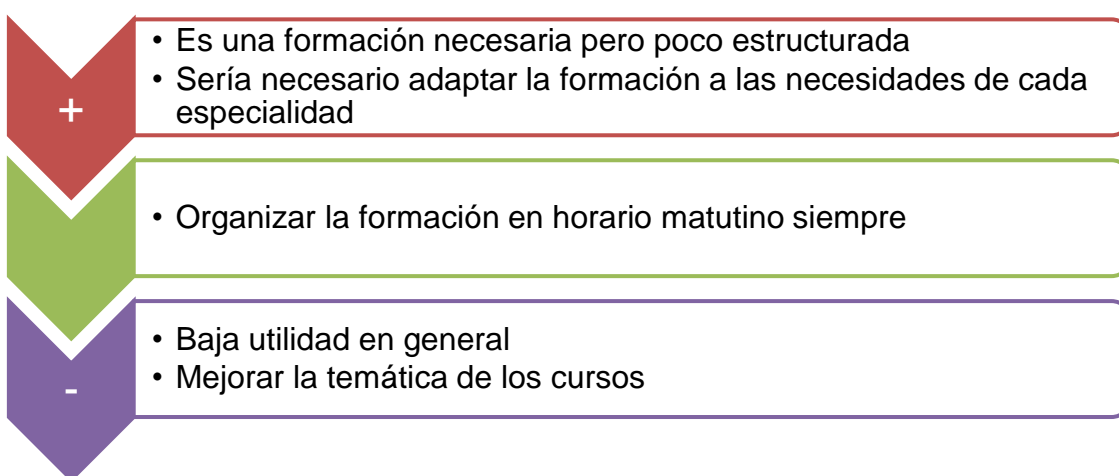 • Es una formación necesaria pero poco estructurada
• Sería necesario adaptar la formación a las necesidades de cada
especialidad
+
• Organizar la formación en horario matutino siempre
• Baja utilidad en general
• Mejorar la temática de los cursos
-